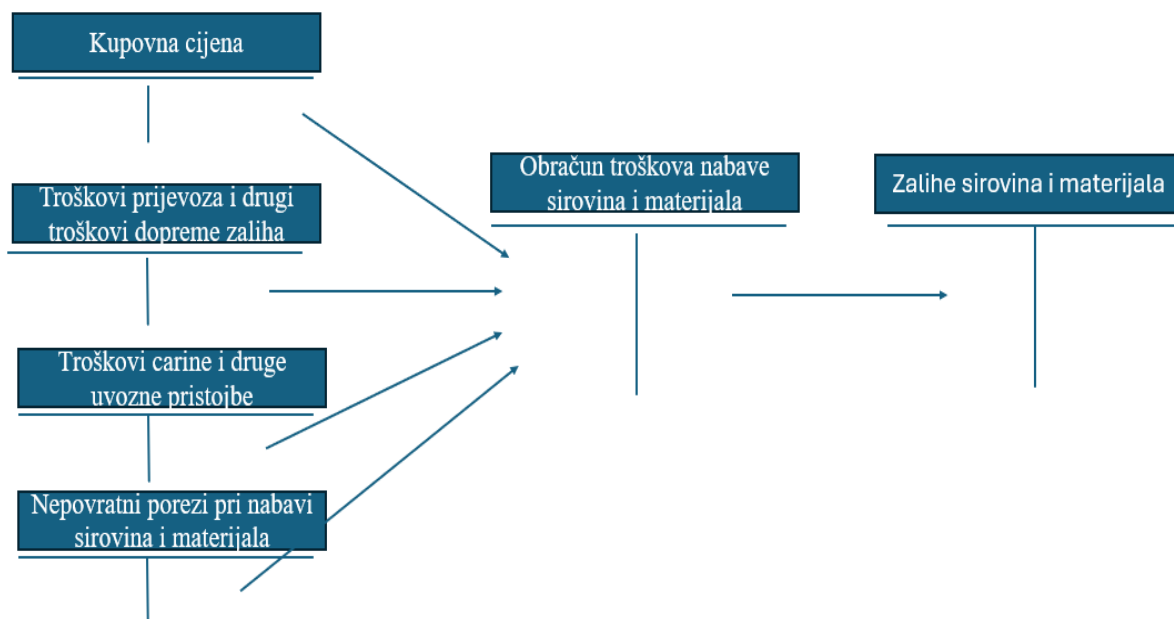 Kupovna cijena
Troškovi prijevoza i drugi
troškovi dopreme zaliha
Troškovi carine i druge
uvozne pristojbe
Nepovratni porezi pri nabavi
sirovina i materijala
Obračun troškova nabave
sirovina i materijala
Zalihe sirovina i materijala